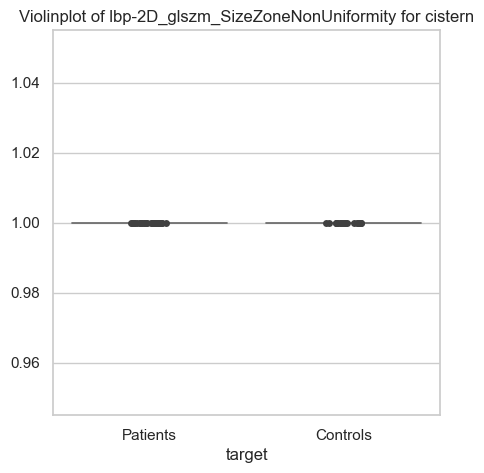 Violinplot of lbp-2D_glszm_SizeZoneNonUniformity for cistern
1.04
1.02
1.00
0.98
0.96
Patients Controls
target